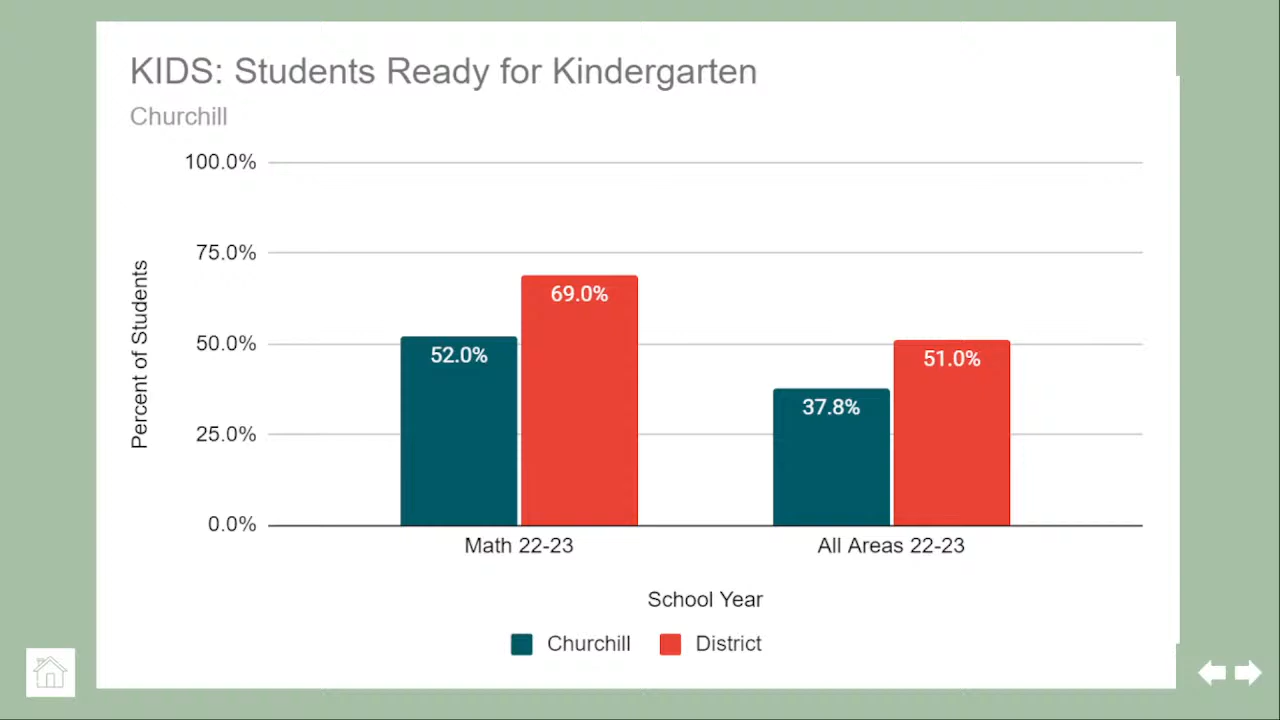 KIDS: Students Ready for Kindergarten
Churchill
100.0%
75.0%
50.0%
25.0%
0.0%
Percent of Students
52.0%
69.0%
37.8%
51.0%
Math 22-23
All Areas 22-23
School Year
Churchill
District